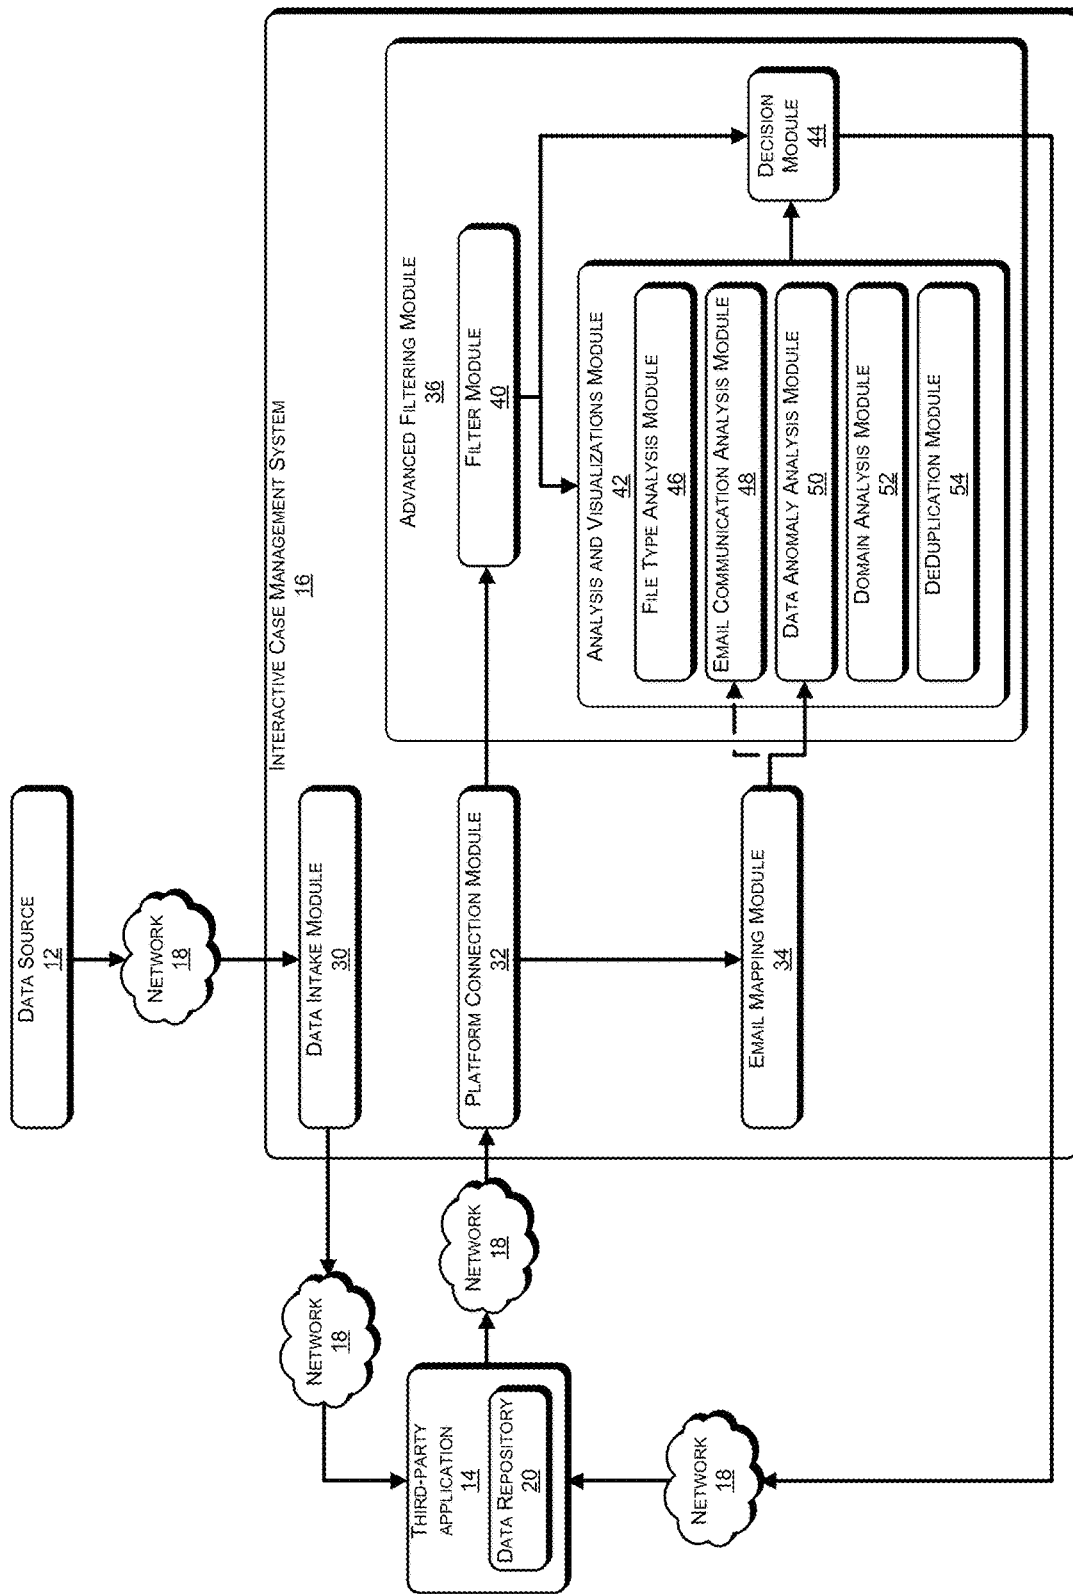 DATA SOURCE
12
NETWORK
18
INTERACTIVE CASE MANAGEMENT SYSTEM
16
DATA INTAKE MODULE
30
NETWORK
18
THIRD-PARTY
APPLICATION
14
DATA REPOSITORY
20
NETWORK
18
PLATFORM CONNECTION MODULE
32
EMAIL MAPPING MODULE
34
ADVANCED FILTERING MODULE
36
FILTER MODULE
40
ANALYSIS AND VISUALIZATIONS MODULE
42
FILE TYPE ANALYSIS MODULE
46
EMAIL COMMUNICATION ANALYSIS MODULE
48
DATA ANOMALY ANALYSIS MODULE
50
DOMAIN ANALYSIS MODULE
52
DEDUPLICATION MODULE
54
DECISION
MODULE
44
NETWORK
18